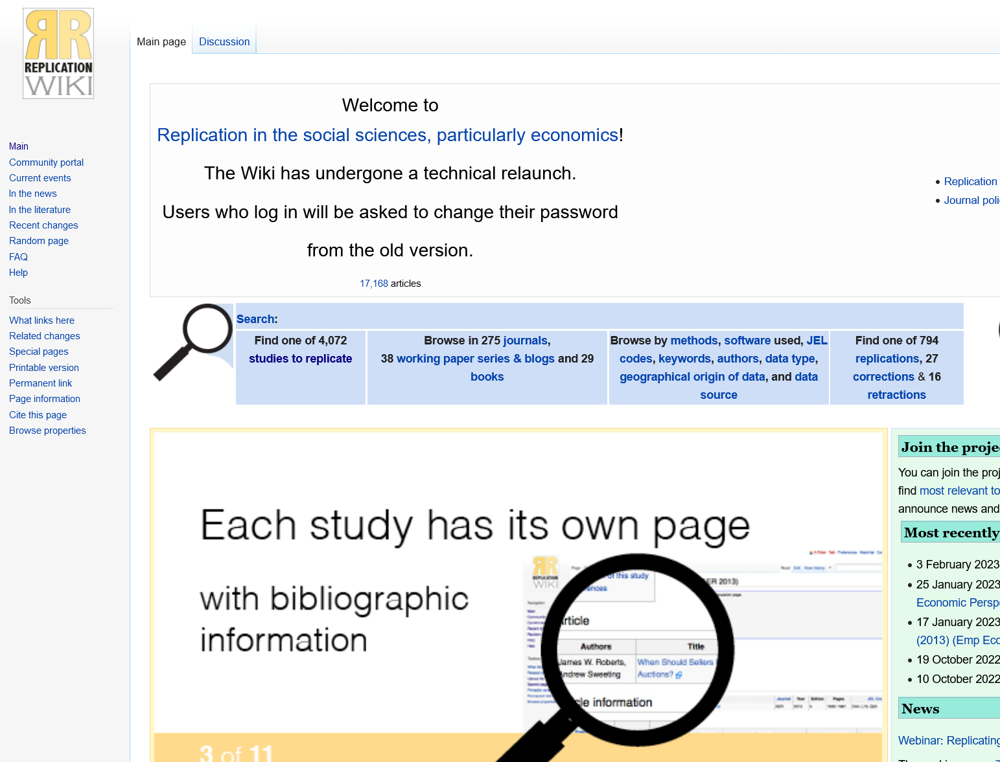 RR
REPLICATION
WIKI
Main page
Discussion
Main
Community portal
Current events
In the news
In the literature
Recent changes
Random page
FAQ
Help
Tools
What links here
Related changes
Special pages
Printable version
Permanent link
Page information
Cite this page
Browse properties
Welcome to
Replication in the social sciences, particularly economics!
The Wiki has undergone a technical relaunch.
Users who log in will be asked to change their password
from the old version.
17,168 articles
• Replication
• Journal poli
Search:
Find one of 4,072
studies to replicate
Browse in 275 journals,
38 working paper series & blogs and 29
books
Browse by methods, software used, JEL
codes, keywords, authors, data type,
geographical origin of data, and data
source
Find one of 794
replications, 27
corrections & 16
retractions
Each study has its own page
with bibliographic
information
REPLICATION
WIKI
of this study
ER 2013)
rticle
Authors
Title
James W. Roberts,
Andrew Sweeting
When Should Sellers
Auctions?
cle information
3 of 11
Join the proje
You can join the proj
find most relevant to
announce news and
Most recently
• 3 February 2023
• 25 January 2023
Economic Persp
• 17 January 2023
(2013) (Emp Eco
• 19 October 2022
• 10 October 2022
News
Webinar: Replicating